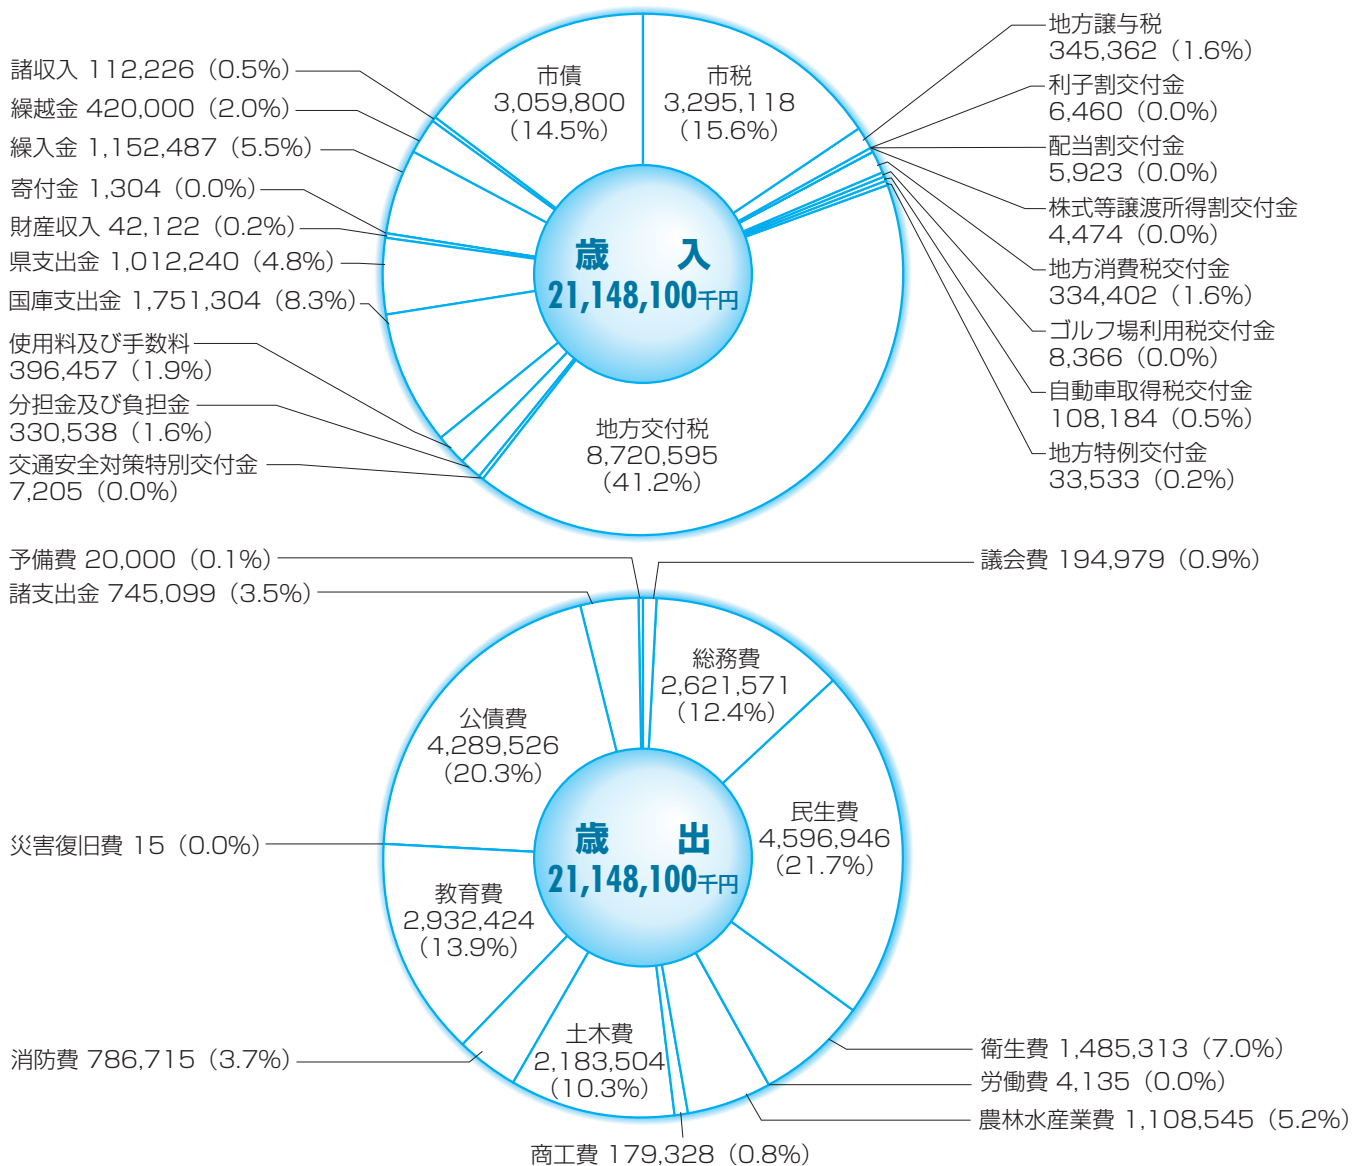 市債
3,059,800
(14.5%)
市税
3,295,118
(15.6%)
地方譲与税
345,362(1.6%)
利子割交付金
6,460(0.0%)
配当割交付金
5,923(0.0%)
株式等譲渡所得割交付金
4,474(0.0%)
地方消費税交付金
334,402(1.6%)
ゴルフ場利用税交付金
8,366(0.0%)
自動車取得税交付金
108,184(0.5%)
地方特例交付金
33,533(0.2%)
諸収入 112,226(0.5%)
繰越金 420,000(2.0%)
繰入金 1,152,487(5.5%)
寄付金 1,304(0.0%)
財産収入 42,122(0.2%)
県支出金 1,012,240(4.8%)
国庫支出金 1,751,304(8.3%)
使用料及び手数料
396,457(1.9%)
分担金及び負担金
330,538(1.6%)
交通安全対策特別交付金
7,205(0.0%)
歳 入
21,148,100千円
地方交付税
8,720,595
(41.2%)
予備費 20,000(0.1%)
諸支出金 745,099(3.5%)
議会費 194,979(0.9%)
総務費
2,621,571
(12.4%)
公債費
4,289,526
(20.3%)
民生費
4,596,946
(21.7%)
歳 出
21,148,100千円
災害復旧費 15(0.0%)
教育費
2,932,424
(13.9%)
土木費
2,183,504
(10.3%)
消防費 786,715(3.7%)
衛生費 1,485,313(7.0%)
労働費 4,135(0.0%)
農林水産業費 1,108,545(5.2%)
商工費 179,328(0.8%)